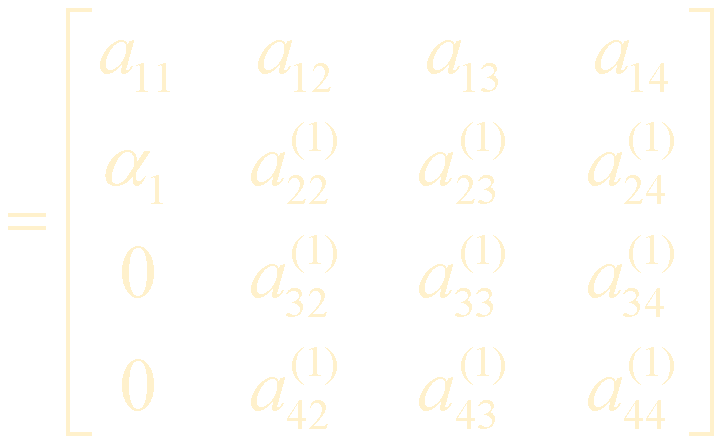 = [ a₁₁ a₁₂ a₁₃ a₁₄
α₁ a₂₂⁽¹⁾ a₂₃⁽¹⁾ a₂₄⁽¹⁾
0 a₃₂⁽¹⁾ a₃₃⁽¹⁾ a₃₄⁽¹⁾
0 a₄₂⁽¹⁾ a₄₃⁽¹⁾ a₄₄⁽¹⁾ ]